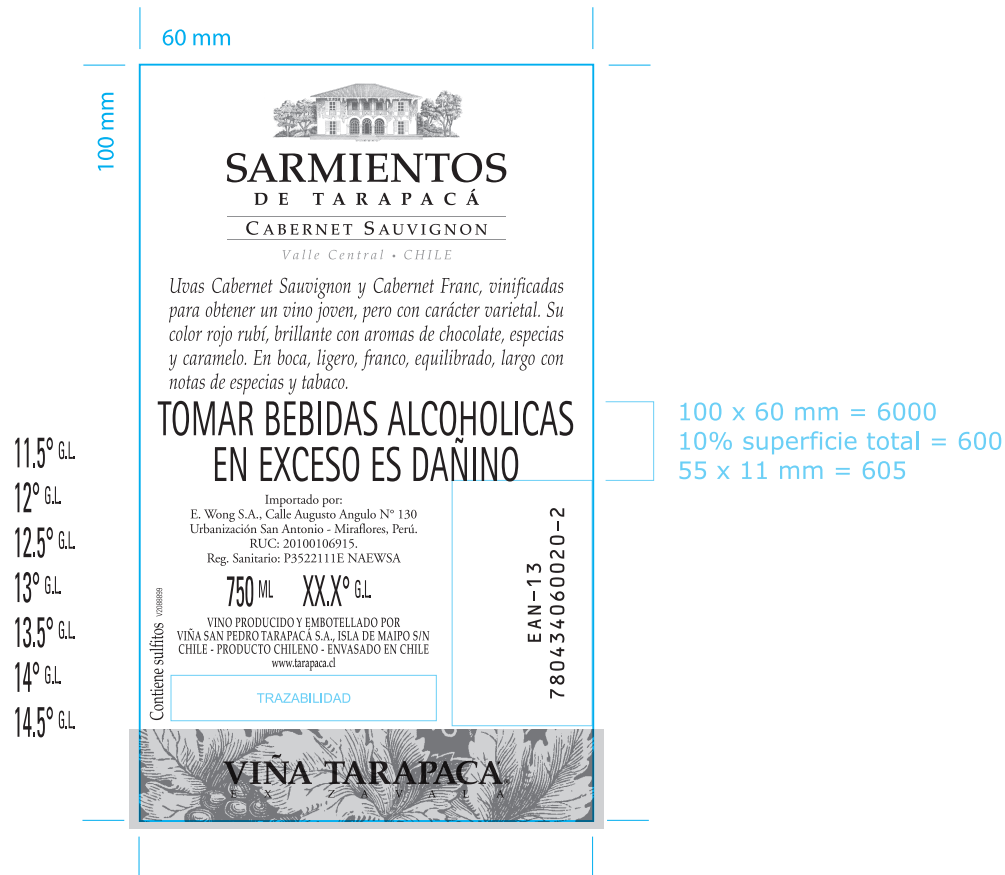 60 mm
100 mm
SARMIENTOS
DE TARAPACÁ
CABERNET SAUVIGNON
Valle Central • CHILE
Uvas Cabernet Sauvignon y Cabernet Franc, vinificadas
para obtener un vino joven, pero con carácter varietal. Su
color rojo rubí, brillante con aromas de chocolate, especias
y caramelo. En boca, ligero, franco, equilibrado, largo con
notas de especias y tabaco.
TOMAR BEBIDAS ALCOHOLICAS
EN EXCESO ES DAÑINO
100 x 60 mm = 6000
10% superficie total = 600
55 x 11 mm = 605
11.5° G.L.
12° G.L.
12.5° G.L.
13° G.L.
13.5° G.L.
14° G.L.
14.5° G.L.
Importado por:
E. Wong S.A., Calle Augusto Angulo N° 130
Urbanización San Antonio - Miraflores, Perú.
RUC: 20100106915.
Reg. Sanitario: P3522111E NAEWSA
750 ML XX.X° G.L.
VINO PRODUCIDO Y EMBOTELLADO POR
VIÑA SAN PEDRO TARAPACÁ S.A., ISLA DE MAIPO S/N
CHILE - PRODUCTO CHILENO - ENVASADO EN CHILE
www.tarapaca.cl
Contiene sulfitos
TRAZABILIDAD
EAN-13
780434060020-2
VIÑA TARAPACA
EX ZAVALA